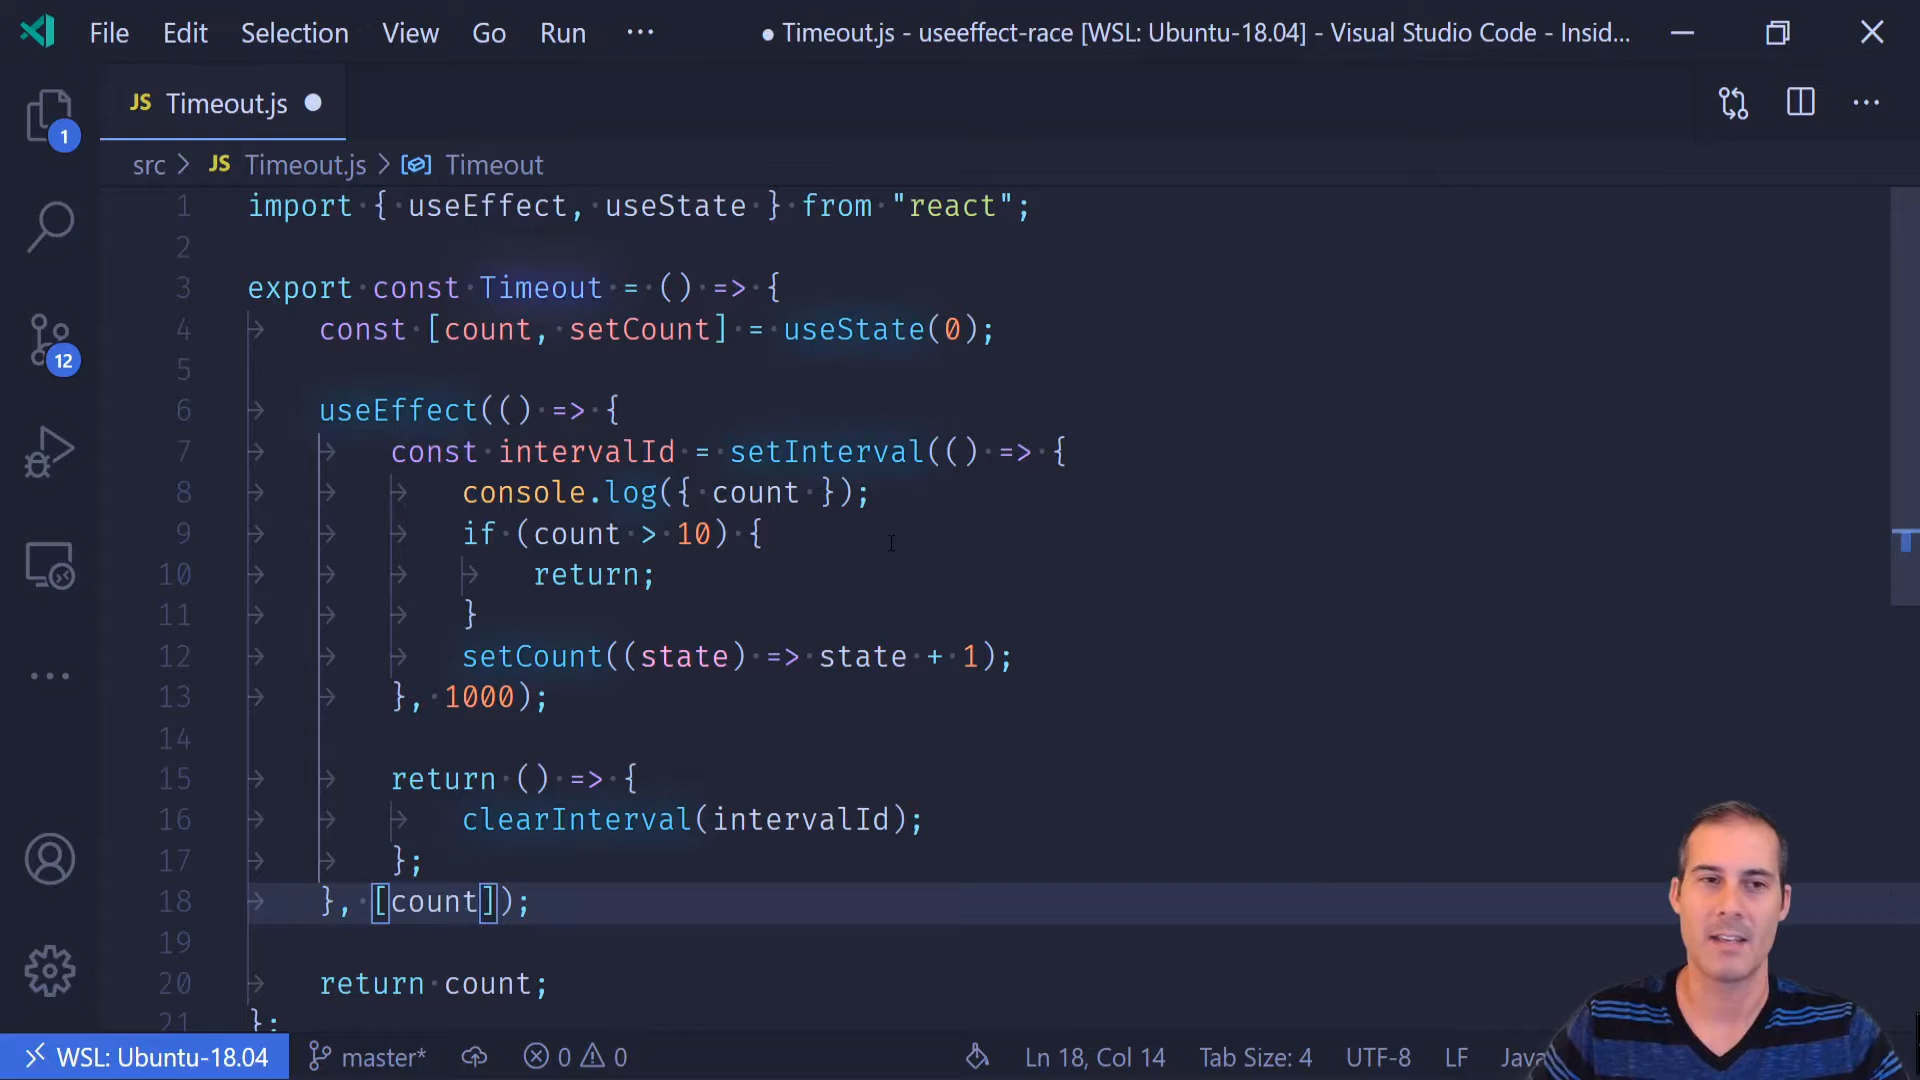 File Edit Selection View Go Run ··· ● Timeout.js - useeffect-race [WSL: Ubuntu-18.04] - Visual Studio Code - Insid...
JS Timeout.js ●
1
src > JS Timeout.js > Timeout
1 import { useEffect, useState } from "react";
2
3 export const Timeout = () => {
4 const [count, setCount] = useState(0);
5
12
6 useEffect(() => {
7 const intervalId = setInterval(() => {
8 console.log({ count });
9 if (count > 10) {
10 return;
11 }
12 setCount((state) => state + 1);
13 }, 1000);
14
15 return () => {
16 clearInterval(intervalId);
17 };
18 }, [count]);
19
20 return count;
21 };
WSL: Ubuntu-18.04 master* 0 0 Ln 18, Col 14 Tab Size: 4 UTF-8 LF Java